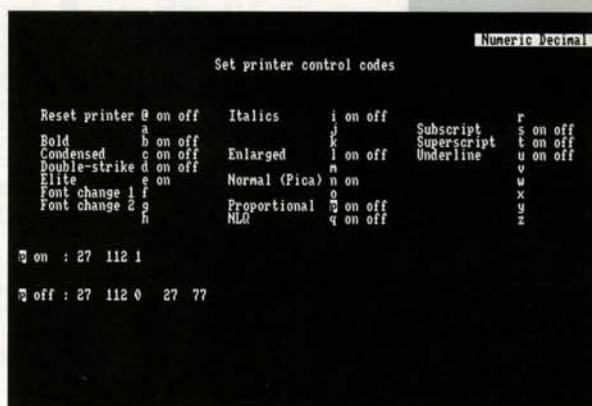 Numeric Decimal
Set printer control codes
Reset printer @ on off Italics i on off r
a j Subscript s on off
Bold b on off k Superscript t on off
Condensed c on off Enlarged l on off Underline u on off
Double-strike d on off m v
Elite e on Normal (Pica) n on w
Font change 1 f o x
Font change 2 g Proportional p on off y
h NLQ q on off z
p on : 27 112 1
p off : 27 112 0 27 77